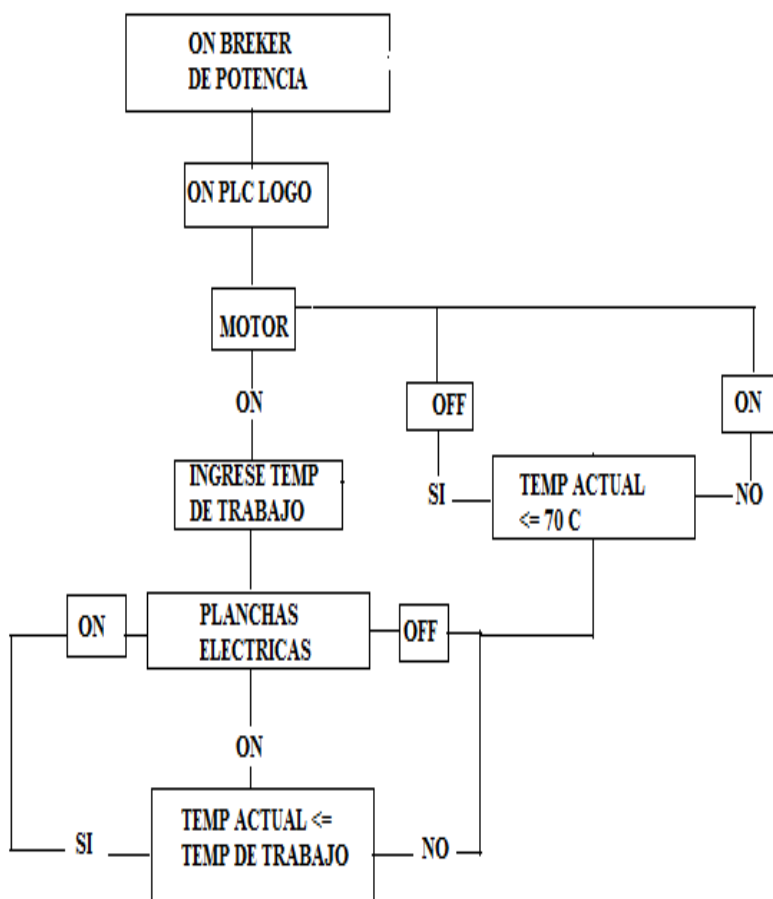 ON BREKER
DE POTENCIA
ON PLC LOGO
MOTOR
ON
OFF
ON
INGRESE TEMP
DE TRABAJO
SI
TEMP ACTUAL
<= 70 C
NO
ON
PLANCHAS
ELECTRICAS
OFF
ON
SI
TEMP ACTUAL <=
TEMP DE TRABAJO
NO